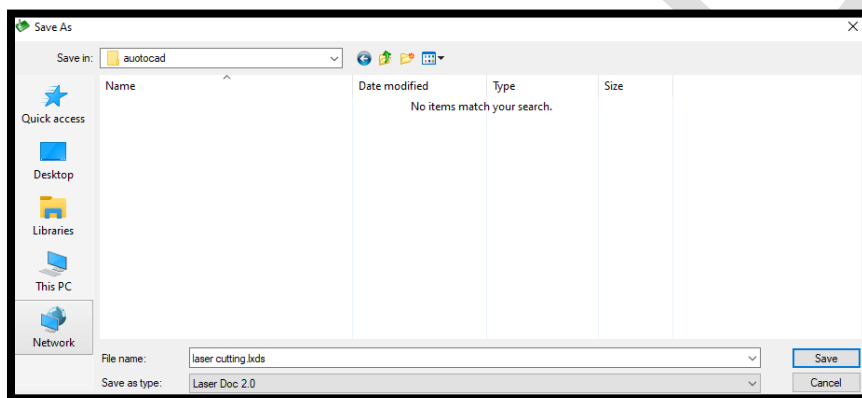 Save As
Save in: auotocad
Name Date modified Type Size
No items match your search.
Quick access
Desktop
Libraries
This PC
Network
File name: laser cutting.lxds Save
Save as type: Laser Doc 2.0 Cancel